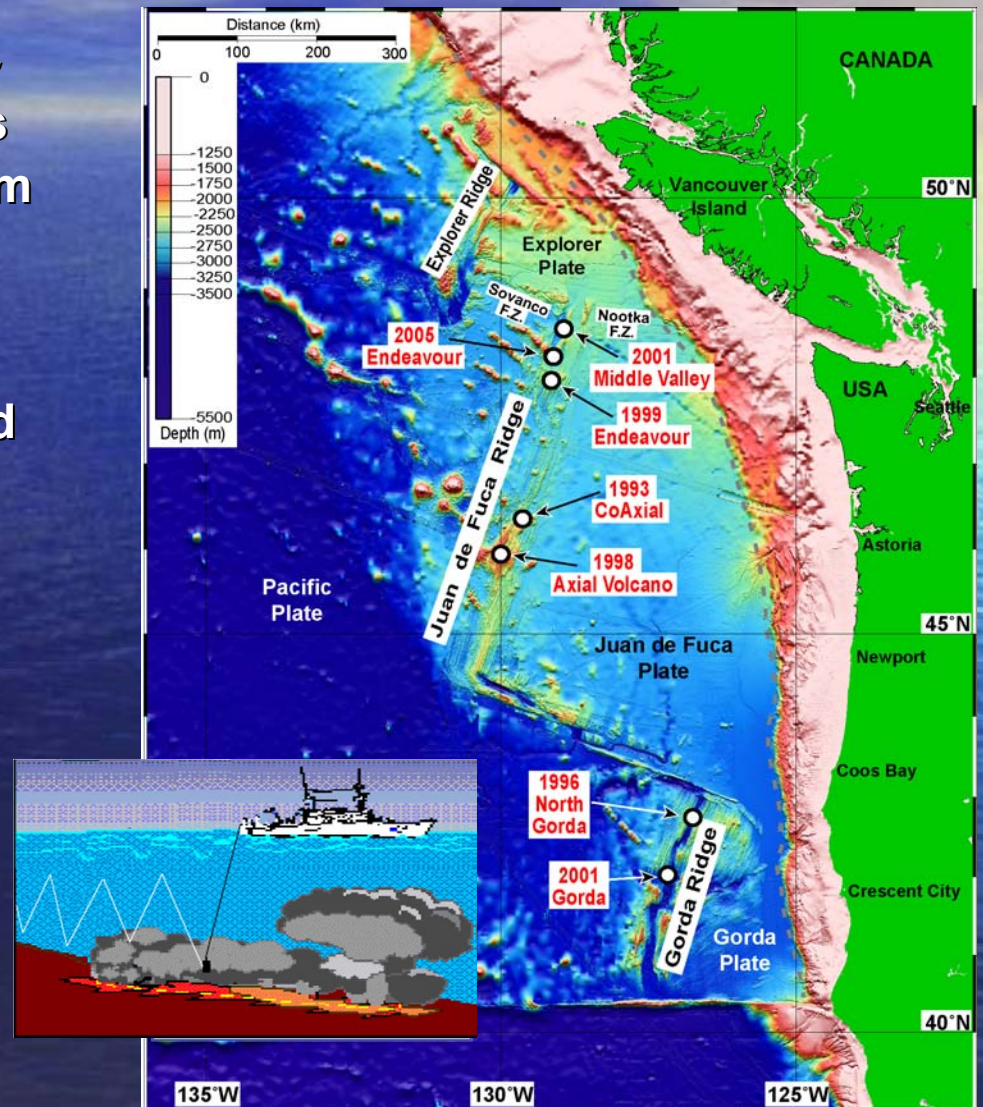 s
m
d
Distance (km)
0 100 200 300
0
-1250
-1500
-1750
-2000
-2250
-2500
-2750
-3000
-3250
-3500
-5500
Depth (m)
CANADA
Vancouver
Island
50°N
Explorer Ridge
Explorer
Plate
Sovanco
F.Z.
Nootka
F.Z.
2005
Endeavour
2001
Middle Valley
USA
Seattle
1999
Endeavour
Juan de Fuca Ridge
1993
CoAxial
Astoria
1998
Axial Volcano
Pacific
Plate
45°N
Juan de Fuca
Plate
Newport
Coos Bay
1996
North
Gorda
2001
Gorda
Gorda Ridge
Crescent City
Gorda
Plate
40°N
135°W
130°W
125°W